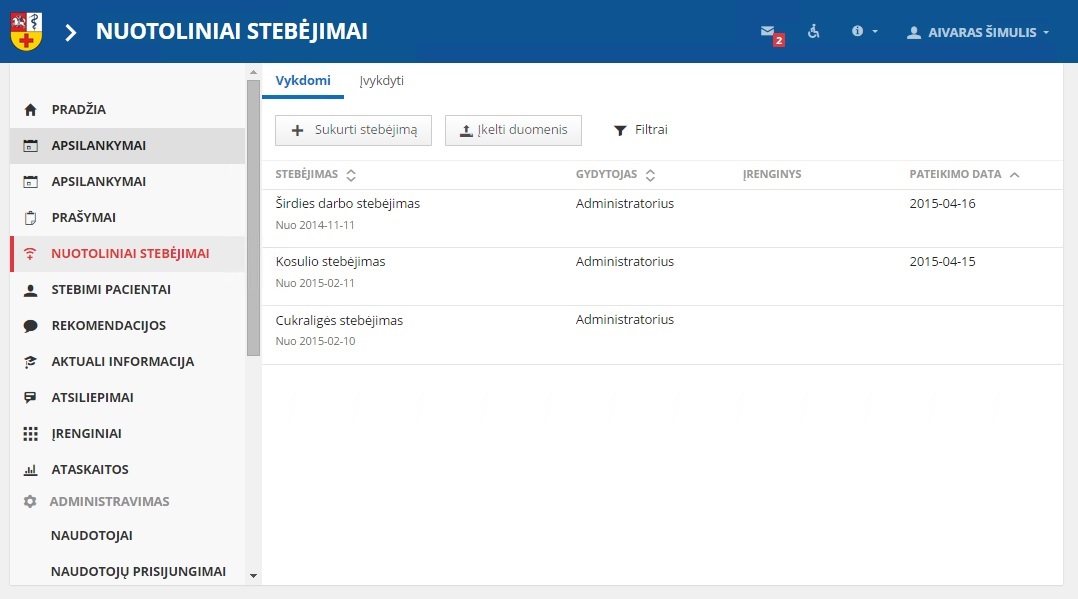 NUOTOLINIAI STEBĖJIMAI
2
AIVARAS ŠIMULIS
PRADŽIA
APSILANKYMAI
APSILANKYMAI
PRAŠYMAI
NUOTOLINIAI STEBĖJIMAI
STEBIMI PACIENTAI
REKOMENDACIJOS
AKTUALI INFORMACIJA
ATSILIEPIMAI
ĮRENGINIAI
ATASKAITOS
ADMINISTRAVIMAS
NAUDOTOJAI
NAUDOTOJŲ PRISIJUNGIMAI
Vykdomi Įvykdyti
Sukurti stebėjimą Įkelti duomenis Filtrai
STEBĖJIMAS GYDYTOJAS ĮRENGINYS PATEIKIMO DATA
Širdies darbo stebėjimas Administratorius 2015-04-16
Nuo 2014-11-11
Kosulio stebėjimas Administratorius 2015-04-15
Nuo 2015-02-11
Cukraligės stebėjimas Administratorius
Nuo 2015-02-10